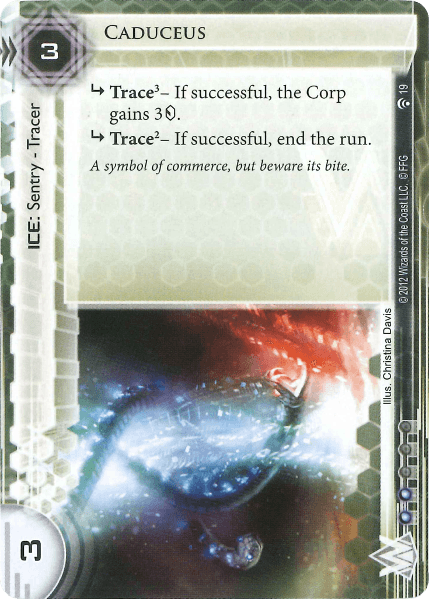 3
CADUCEUS
↳ Trace³– If successful, the Corp
gains 3.
↳ Trace²– If successful, end the run.
A symbol of commerce, but beware its bite.
ICE: Sentry - Tracer
19
© 2012 Wizards of the Coast LLC. © FFG
Illus. Christina Davis
3